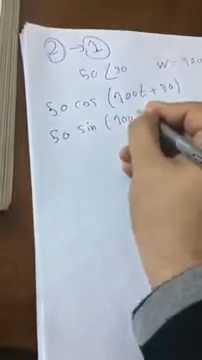 2 → 1
50 ∠30 w = 900
50 cos (900t + 30)
50 sin (900